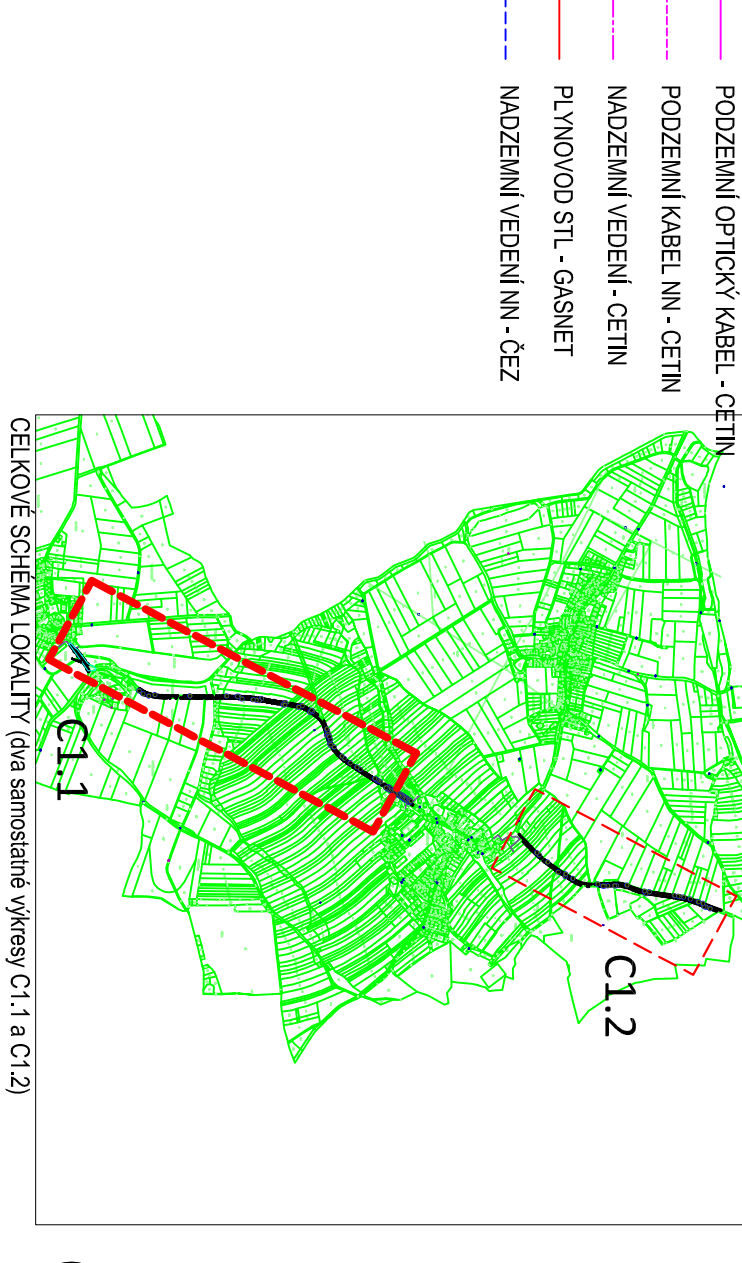 PODZEMNÍ OPTICKÝ KABEL - CETIN
PODZEMNÍ KABEL NN - CETIN
NADZEMNÍ VEDENÍ - CETIN
PLYNOVOD STL - GASNET
NADZEMNÍ VEDENÍ NN - ČEZ
C1.2
C1.1
CELKOVÉ SCHÉMA LOKALITY (dva samostatné výkresy C1.1 a C1.2)